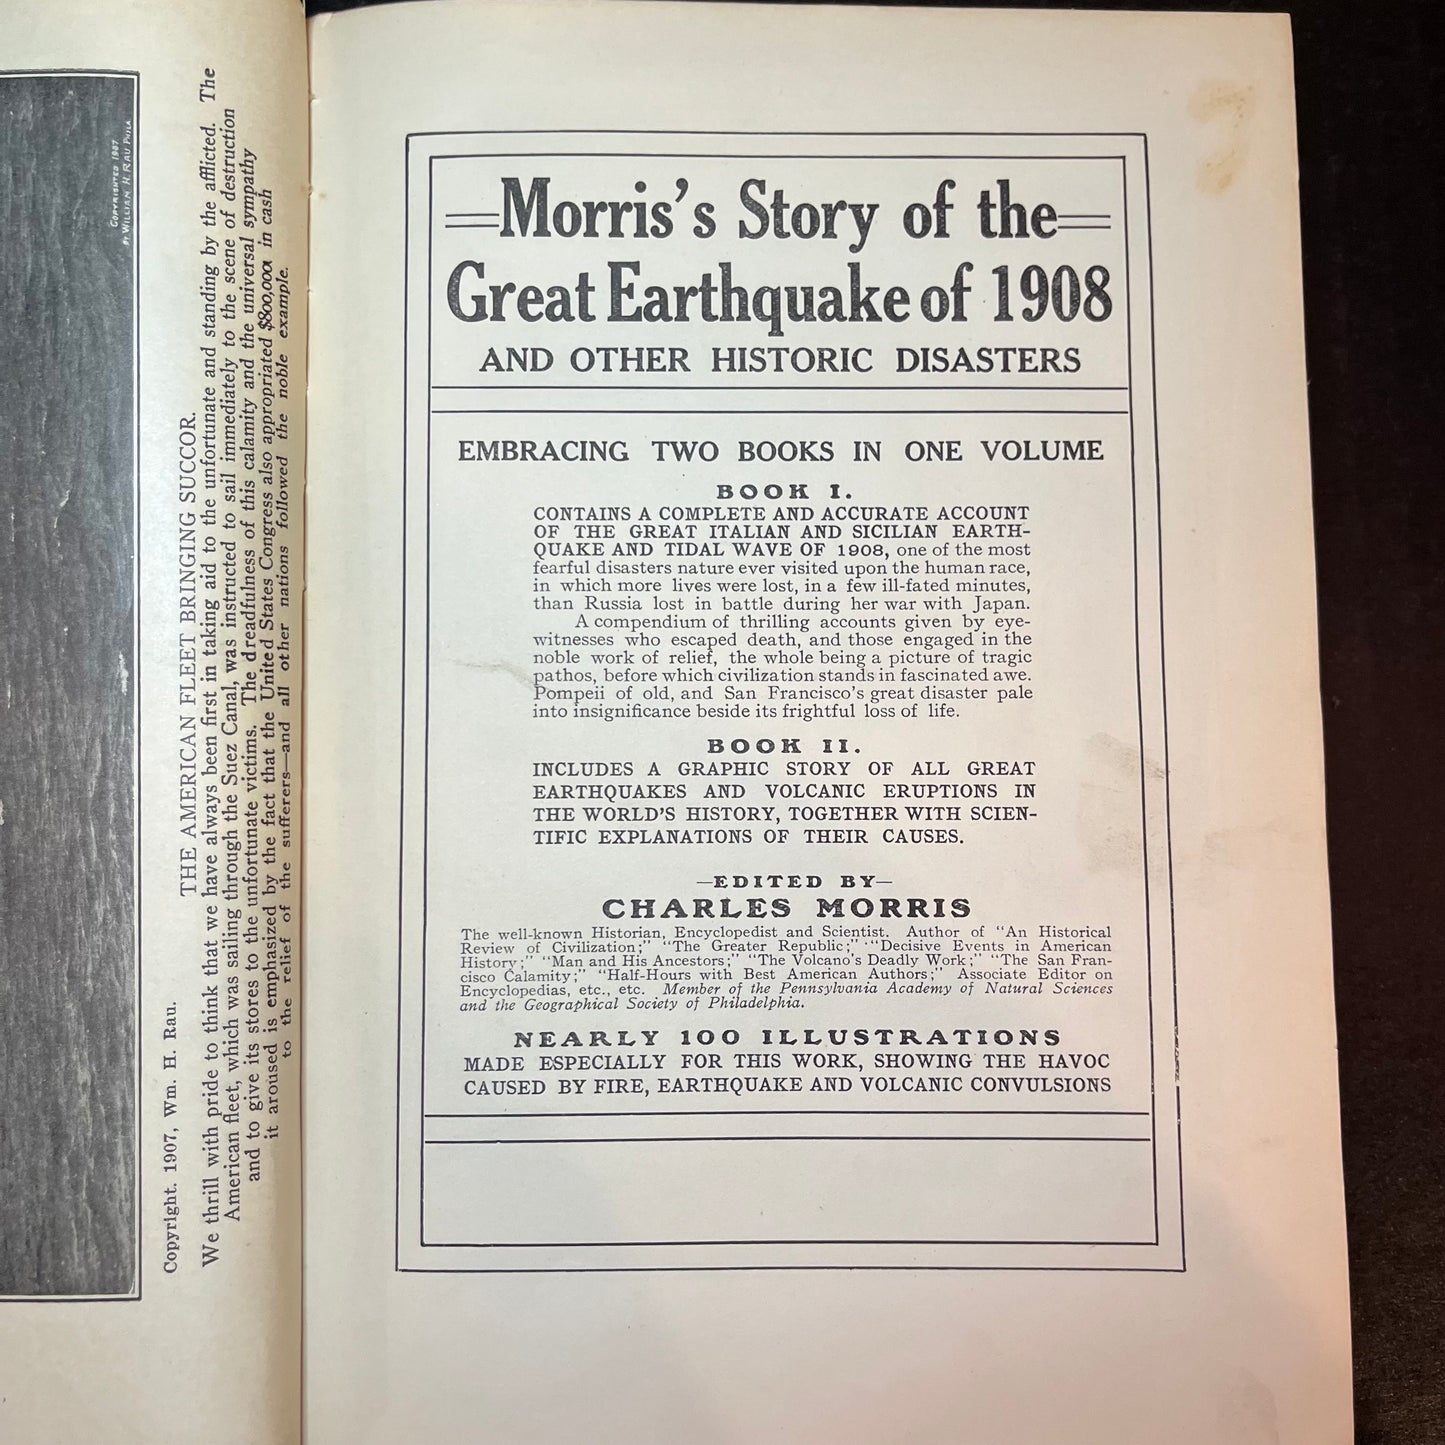 COPYRIGHTED 1907
BY WILLIAM H. RAU PHILA
Copyright. 1907, Wm. H. Rau.
THE AMERICAN FLEET BRINGING SUCCOR.
We thrill with pride to think that we have always been first in taking aid to the unfortunate and standing by the afflicted. The
American fleet, which was sailing through the Suez Canal, was instructed to sail immediately to the scene of destruction
and to give its stores to the unfortunate victims. The dreadfulness of this calamity and the universal sympathy
it aroused is emphasized by the fact that the United States Congress also appropriated $800,000 in cash
to the relief of the sufferers—and all other nations followed the noble example.
Morris's Story of the
Great Earthquake of 1908
AND OTHER HISTORIC DISASTERS
EMBRACING TWO BOOKS IN ONE VOLUME
BOOK I.
CONTAINS A COMPLETE AND ACCURATE ACCOUNT
OF THE GREAT ITALIAN AND SICILIAN EARTH-
QUAKE AND TIDAL WAVE OF 1908, one of the most
fearful disasters nature ever visited upon the human race,
in which more lives were lost, in a few ill-fated minutes,
than Russia lost in battle during her war with Japan.
A compendium of thrilling accounts given by eye-
witnesses who escaped death, and those engaged in the
noble work of relief, the whole being a picture of tragic
pathos, before which civilization stands in fascinated awe.
Pompeii of old, and San Francisco's great disaster pale
into insignificance beside its frightful loss of life.
BOOK II.
INCLUDES A GRAPHIC STORY OF ALL GREAT
EARTHQUAKES AND VOLCANIC ERUPTIONS IN
THE WORLD'S HISTORY, TOGETHER WITH SCIEN-
TIFIC EXPLANATIONS OF THEIR CAUSES.
—EDITED BY—
CHARLES MORRIS
The well-known Historian, Encyclopedist and Scientist. Author of "An Historical
Review of Civilization;" "The Greater Republic;" "Decisive Events in American
History;" "Man and His Ancestors;" "The Volcano's Deadly Work;" "The San Fran-
cisco Calamity;" "Half-Hours with Best American Authors;" Associate Editor on
Encyclopedias, etc., etc. Member of the Pennsylvania Academy of Natural Sciences
and the Geographical Society of Philadelphia.
NEARLY 100 ILLUSTRATIONS
MADE ESPECIALLY FOR THIS WORK, SHOWING THE HAVOC
CAUSED BY FIRE, EARTHQUAKE AND VOLCANIC CONVULSIONS